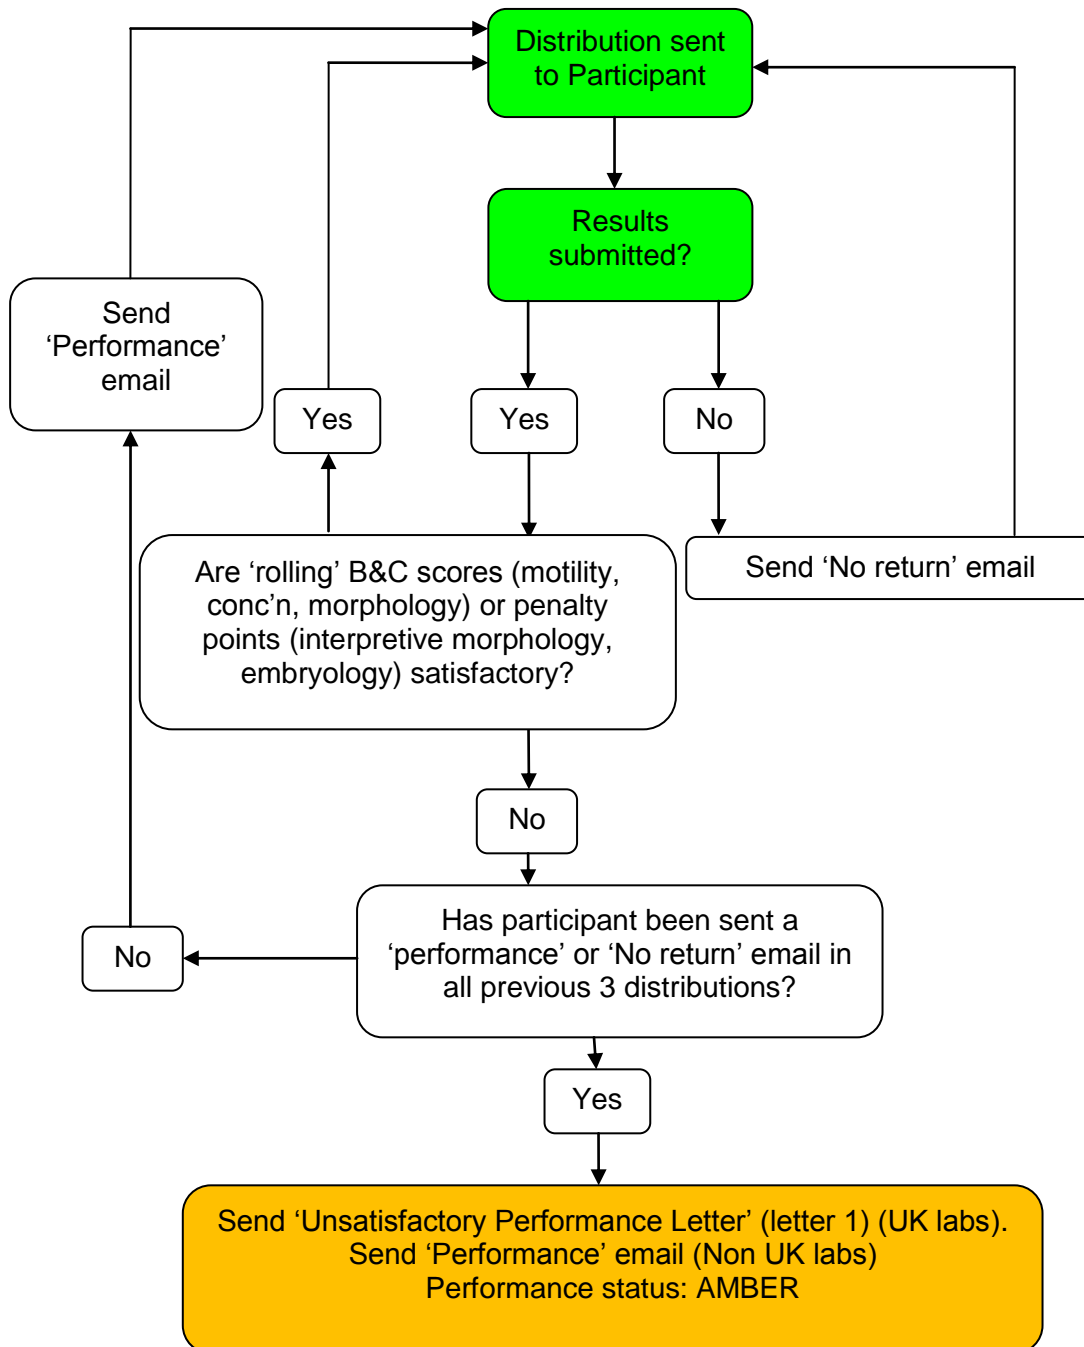 Distribution sent
to Participant
Results
submitted?
Send
‘Performance’
email
Yes
Yes
No
Are ‘rolling’ B&C scores (motility,
conc’n, morphology) or penalty
points (interpretive morphology,
embryology) satisfactory?
Send ‘No return’ email
No
Has participant been sent a
‘performance’ or ‘No return’ email in
all previous 3 distributions?
No
Yes
Send ‘Unsatisfactory Performance Letter’ (letter 1) (UK labs).
Send ‘Performance’ email (Non UK labs)
Performance status: AMBER